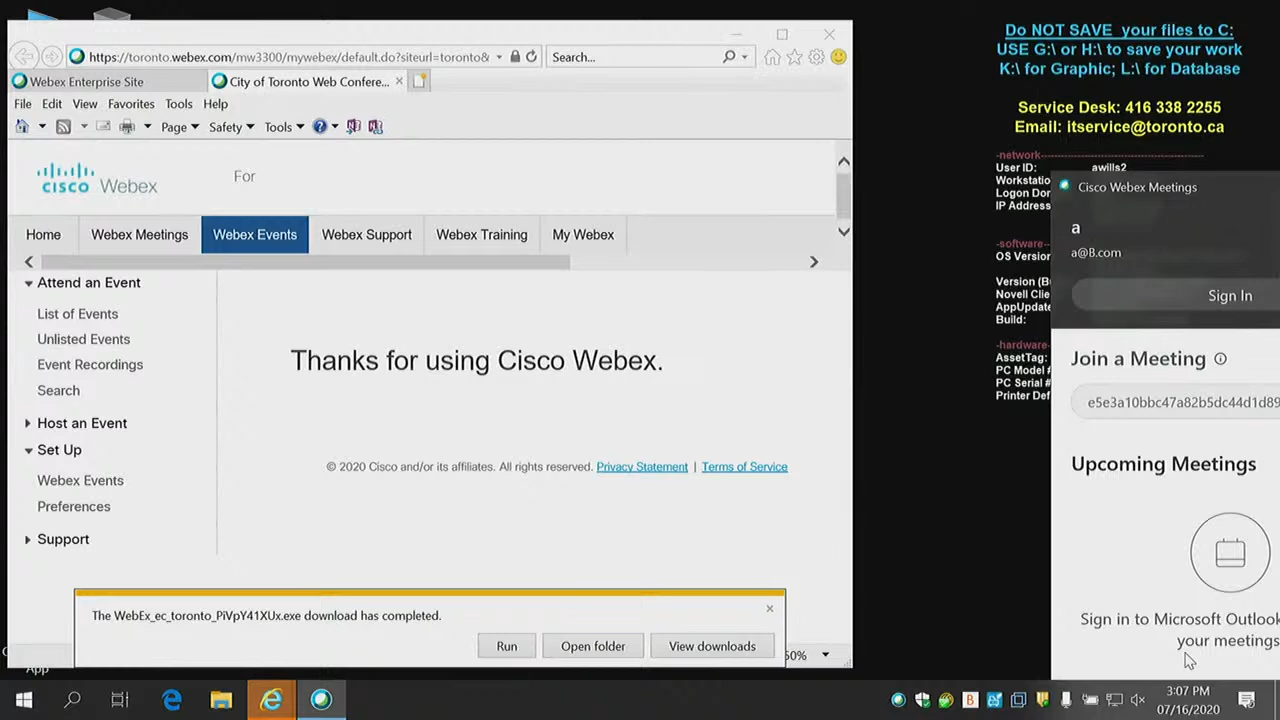 Do NOT SAVE your files to C:
USE G:\ or H:\ to save your work
K:\ for Graphic; L:\ for Database
Service Desk: 416 338 2255
Email: itservice@toronto.ca
-network-
User ID: awills2
Workstatio
Logon Dor
IP Address
-software-
OS Version
Version (B
Novell Clie
AppUpdate
Build:
-hardware-
AssetTag:
PC Model #
PC Serial #
Printer Def
https://toronto.webex.com/mw3300/mywebex/default.do?siteurl=toronto&
Search...
Webex Enterprise Site
City of Toronto Web Confere...
File Edit View Favorites Tools Help
Page Safety Tools
cisco Webex
For
Home Webex Meetings Webex Events Webex Support Webex Training My Webex
Attend an Event
List of Events
Unlisted Events
Event Recordings
Search
Host an Event
Set Up
Webex Events
Preferences
Support
Thanks for using Cisco Webex.
© 2020 Cisco and/or its affiliates. All rights reserved. Privacy Statement | Terms of Service
The WebEx_ec_toronto_PiVpY41XUx.exe download has completed.
Run Open folder View downloads
App
Cisco Webex Meetings
a
a@B.com
Sign In
Join a Meeting
e5e3a10bbc47a82b5dc44d1d89
Upcoming Meetings
Sign in to Microsoft Outlook
your meetings
3:07 PM
07/16/2020